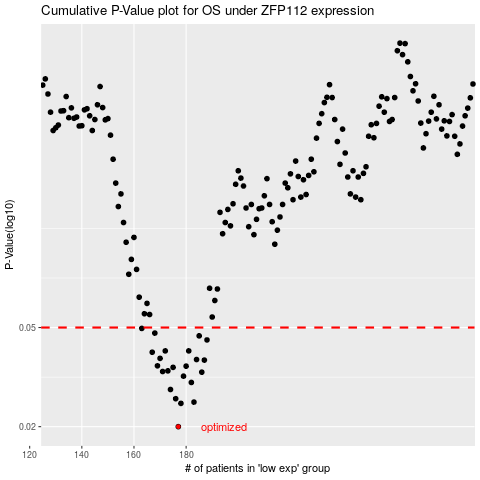 Cumulative P-Value plot for OS under ZFP112 expression
P-Value(log10)
0.05
0.02
optimized
120 140 160 180
# of patients in 'low exp' group